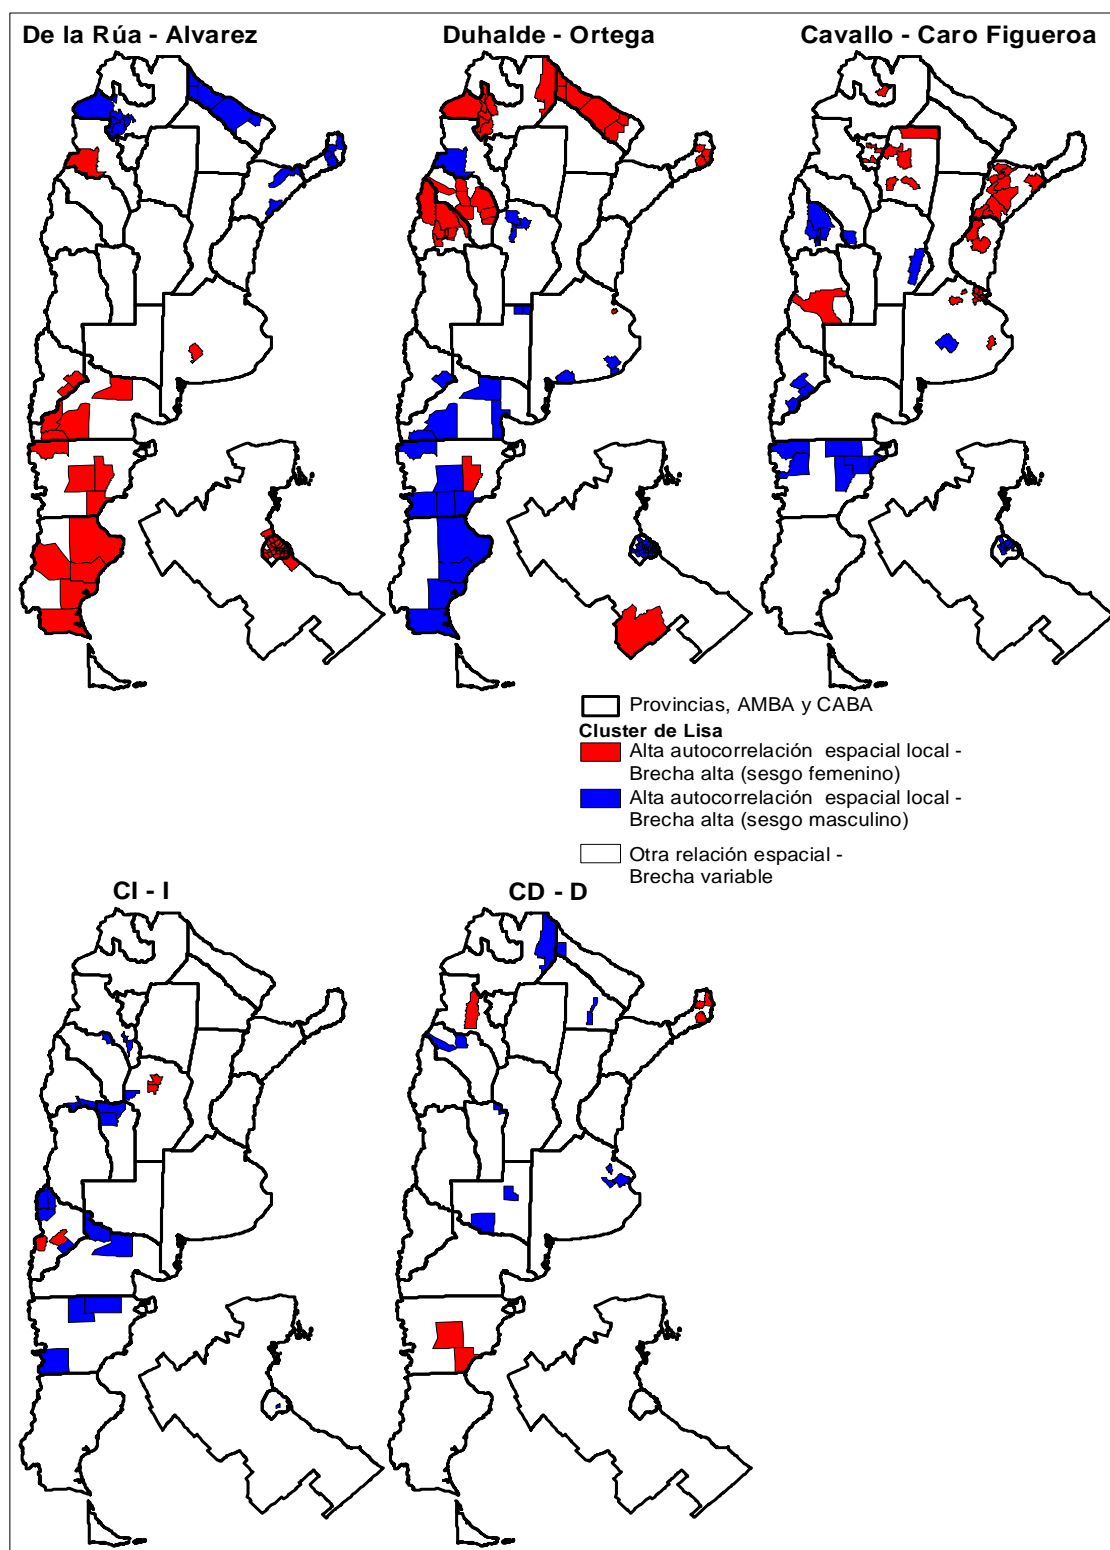 De la Rúa - Alvarez
Duhalde - Ortega
Cavallo - Caro Figueroa
Provincias, AMBA y CABA
Cluster de Lisa
Alta autocorrelación espacial local -
Brecha alta (sesgo femenino)
Alta autocorrelación espacial local -
Brecha alta (sesgo masculino)
Otra relación espacial -
Brecha variable
CI - I
CD - D